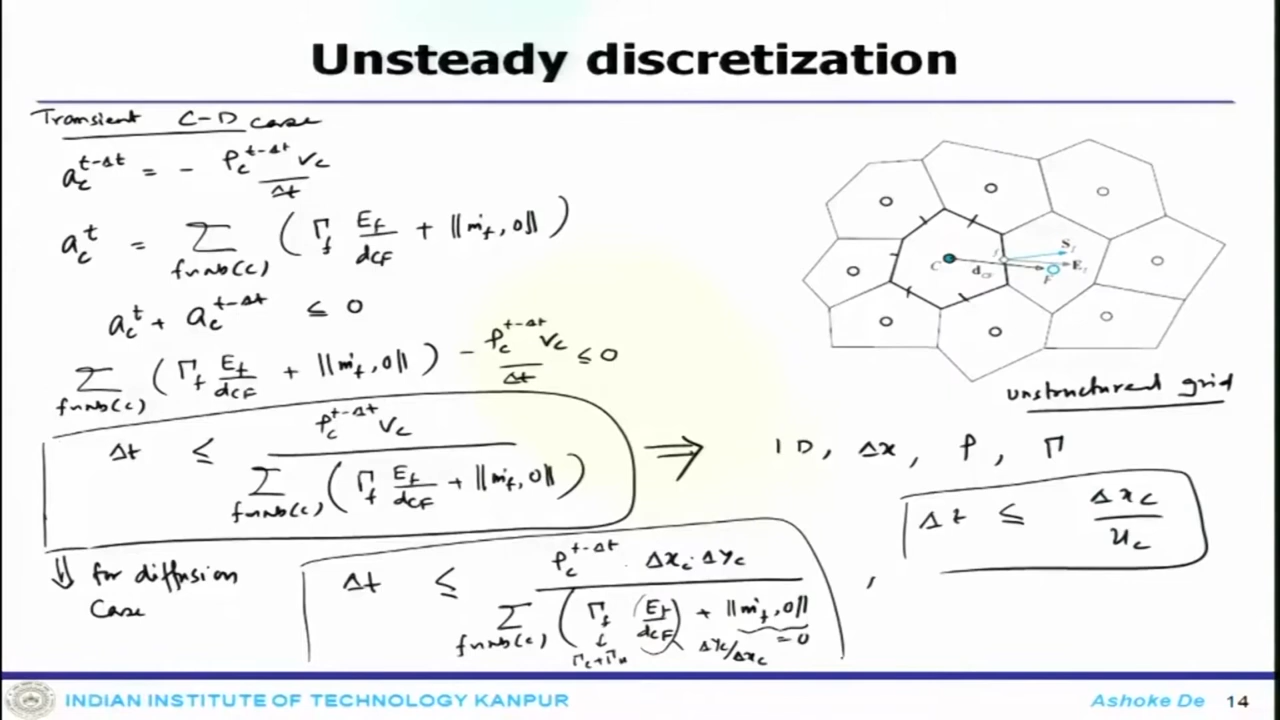 Unsteady discretization
Transient C-D case
a_c^{t-Δt} = - ρ_c^{t-Δt} V_c / Δt
a_c^t = Σ_{f~nb(c)} ( Γ_f E_f/d_CF + ||ṁ_f, 0|| )
a_c^t + a_c^{t-Δt} ≤ 0
Σ_{f~nb(c)} ( Γ_f E_f/d_CF + ||ṁ_f, 0|| ) - ρ_c^{t-Δt} V_c / Δt ≤ 0
Δt ≤ ρ_c^{t-Δt} V_c / Σ_{f~nb(c)} ( Γ_f E_f/d_CF + ||ṁ_f, 0|| )
⇒ 1D, Δx, ρ, Γ
Δt ≤ Δx_c / u_c
⇓ for diffusion
case
Δt ≤ ρ_c^{t-Δt} · Δx_c · Δy_c / Σ_{f~nb(c)} ( Γ_f (E_f/d_CF) + ||ṁ_f, 0|| ) ,
= 0
Δy_c/Δx_c
C
f
d_CF
S_f
E_f
F
unstructured grid
INDIAN INSTITUTE OF TECHNOLOGY KANPUR
Ashoke De 14